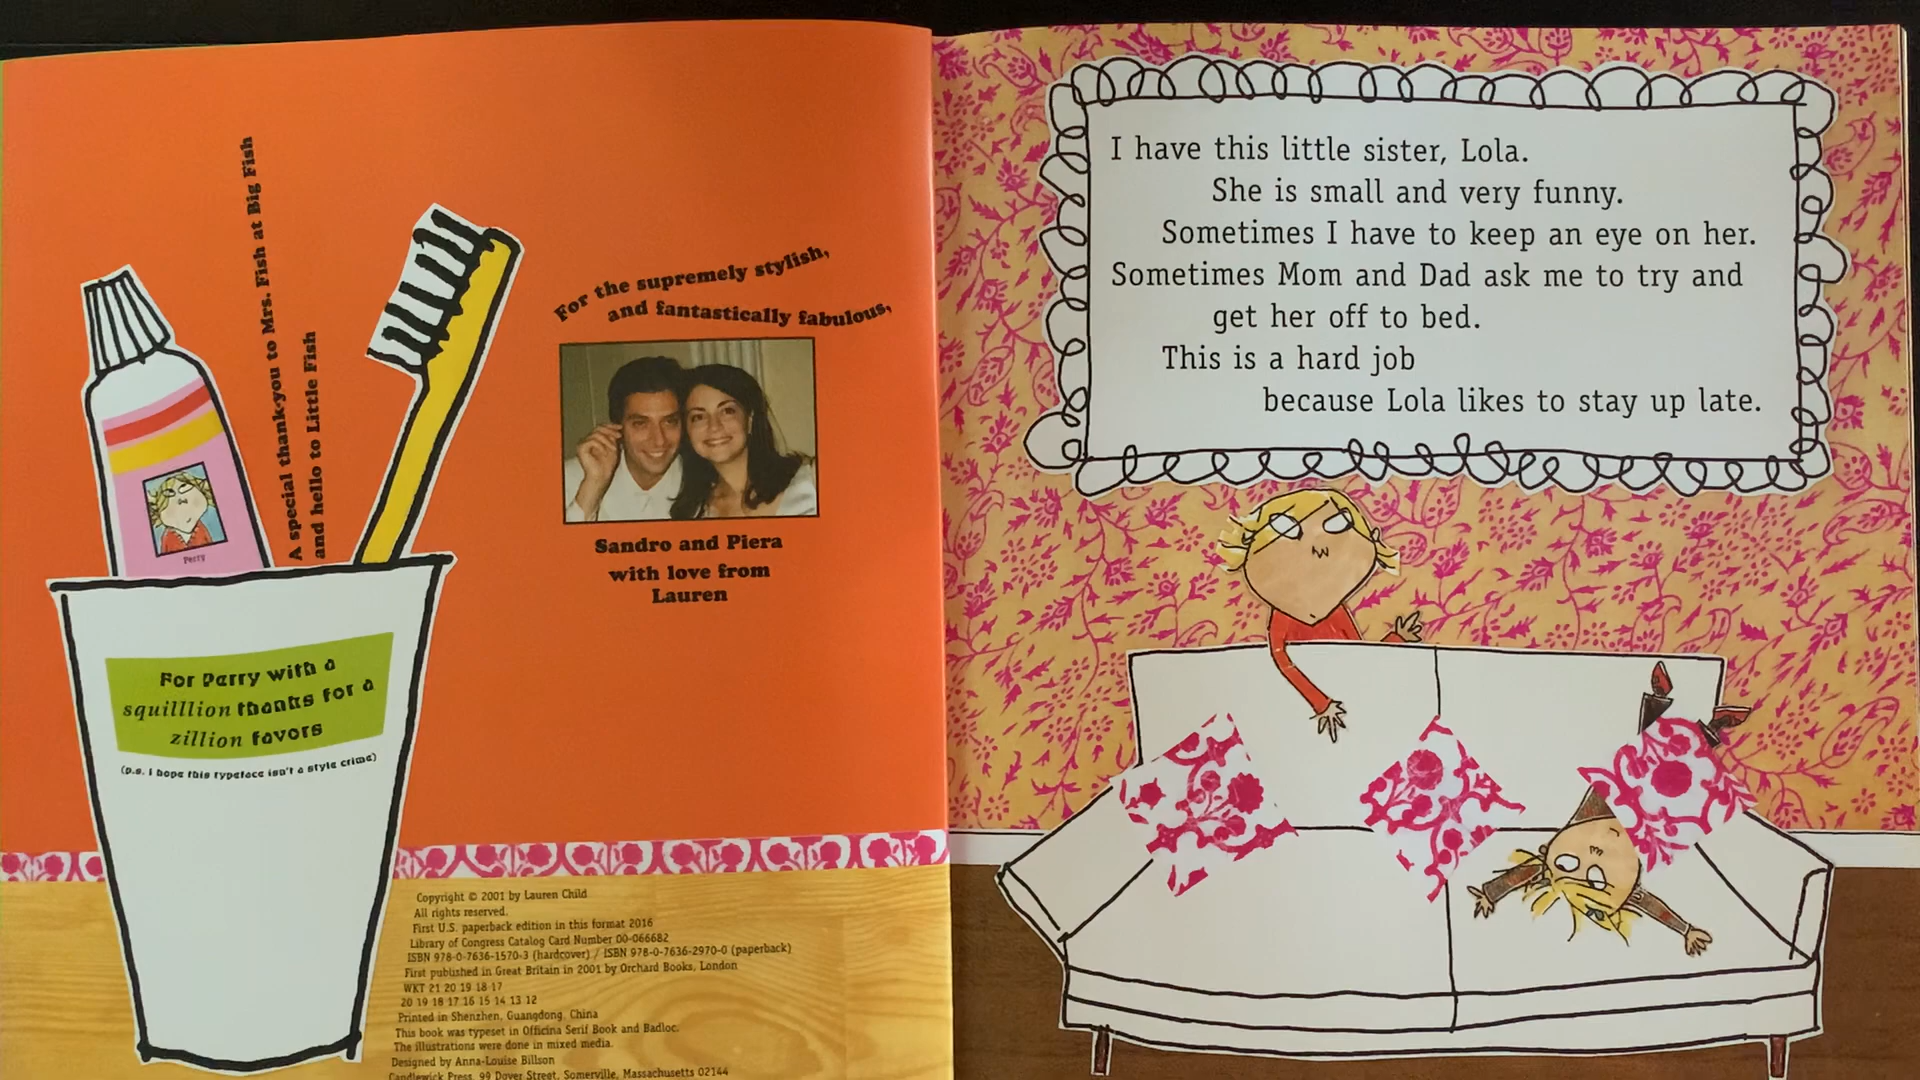 A special thank-you to Mrs. Fish at Big Fish
and hello to Little Fish
For the supremely stylish,
and fantastically fabulous,
Sandro and Piera
with love from
Lauren
Perry
For Perry with a
squilllion thanks for a
zillion favors
(p.s. I hope this typeface isn't a style crime)
Copyright © 2001 by Lauren Child
All rights reserved.
First U.S. paperback edition in this format 2016
Library of Congress Catalog Card Number 00-066682
ISBN 978-0-7636-1570-3 (hardcover) / ISBN 978-0-7636-2970-0 (paperback)
First published in Great Britain in 2001 by Orchard Books, London
WKT 21 20 19 18 17
20 19 18 17 16 15 14 13 12
Printed in Shenzhen, Guangdong, China
This book was typeset in Officina Serif Book and Badloc.
The illustrations were done in mixed media.
Designed by Anna-Louise Billson
Candlewick Press, 99 Dover Street, Somerville, Massachusetts 02144
I have this little sister, Lola.
She is small and very funny.
Sometimes I have to keep an eye on her.
Sometimes Mom and Dad ask me to try and
get her off to bed.
This is a hard job
because Lola likes to stay up late.